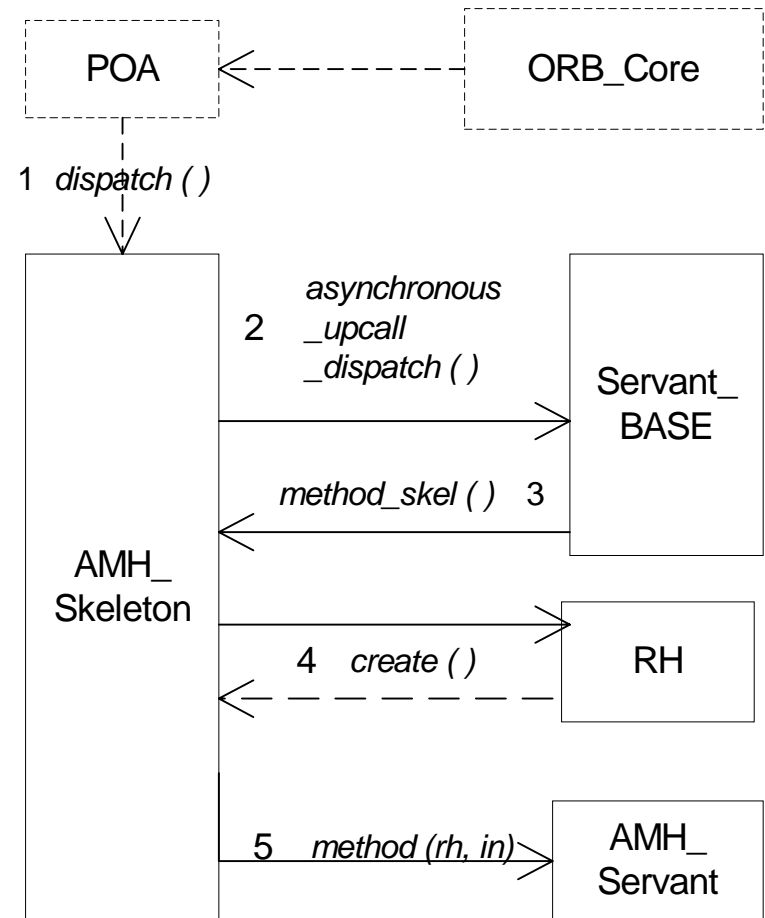 POA
ORB_Core
1 dispatch ( )
asynchronous
2 _upcall
_dispatch ( )
Servant_
BASE
method_skel ( ) 3
AMH_
Skeleton
4 create ( )
RH
5 method (rh, in)
AMH_
Servant